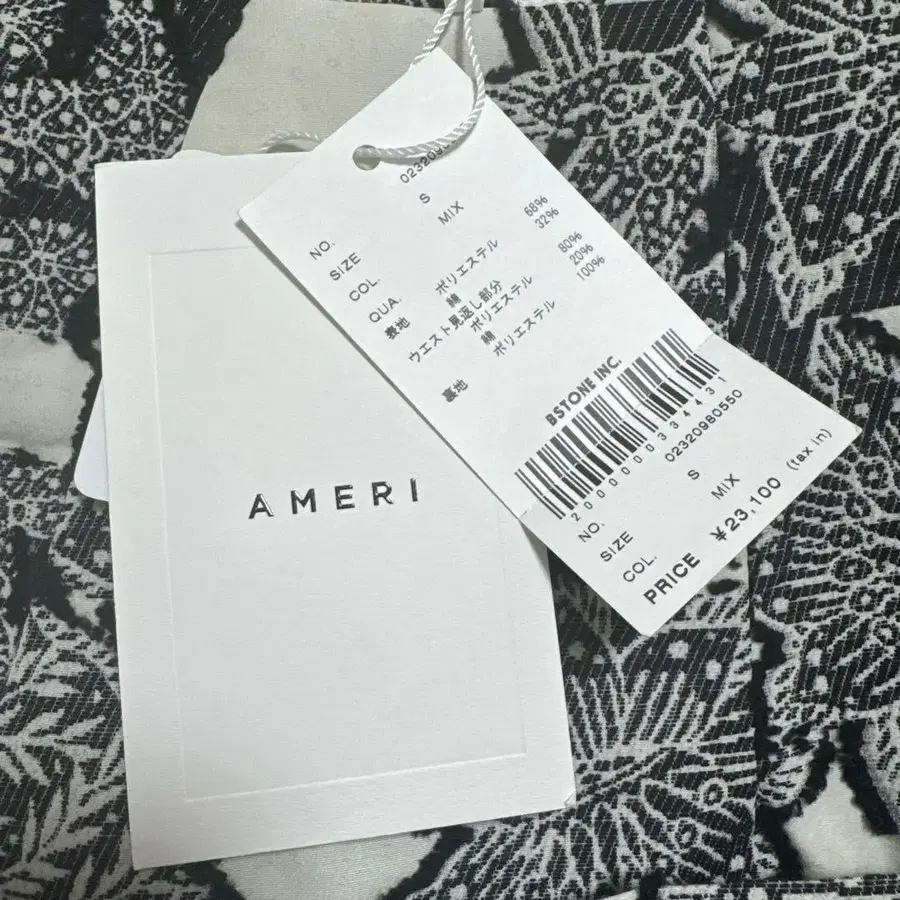 AMERI
NO. 0232098
SIZE S
COL. MIX
QUA.
表地 ポリエステル 68%
綿 32%
ウエスト見返し部分
ポリエステル 80%
綿 20%
裏地 ポリエステル 100%
BSTONE INC.
2000000334431
NO. 02320980550
SIZE S
COL. MIX
PRICE ¥23,100 (tax in)